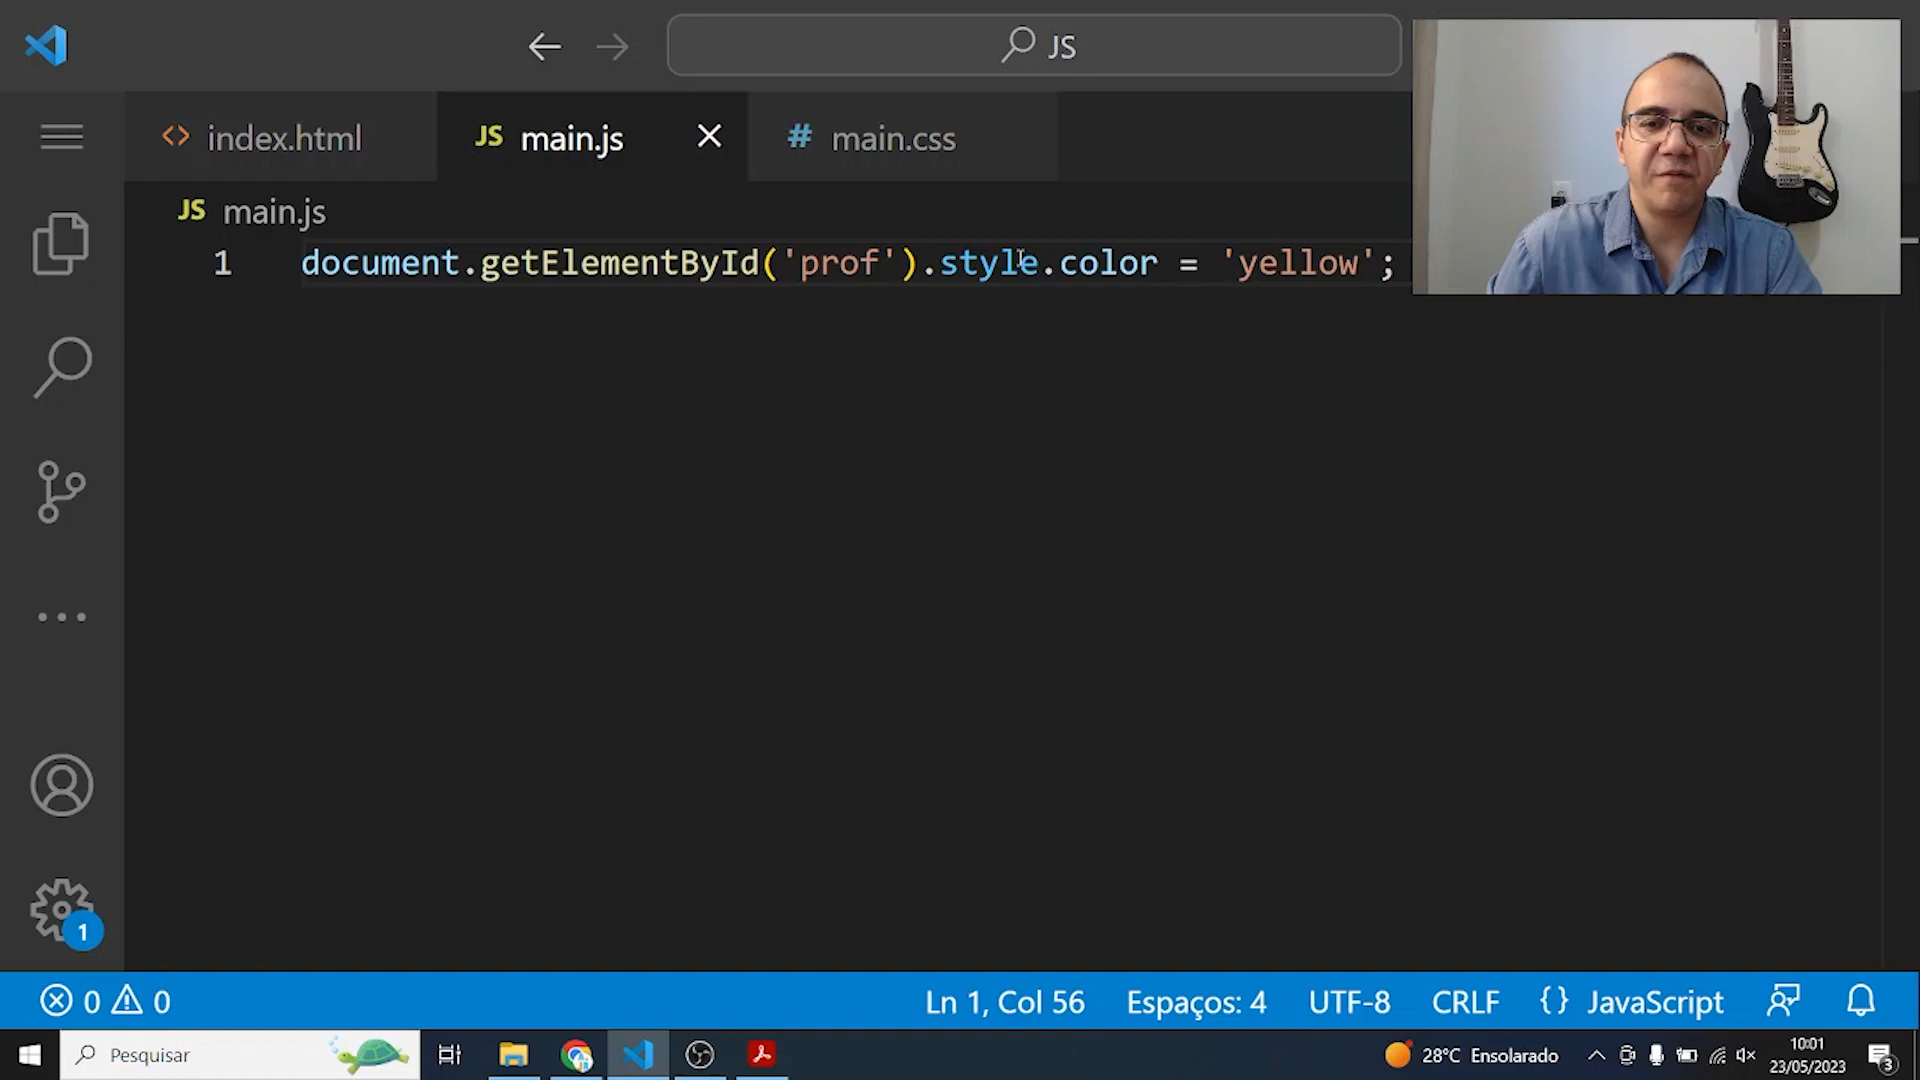 JS
index.html
JS main.js
# main.css
JS main.js
1 document.getElementById('prof').style.color = 'yellow';
1
0 0
Ln 1, Col 56
Espaços: 4
UTF-8
CRLF
{} JavaScript
Pesquisar
28°C Ensolarado
10:01
23/05/2023
3